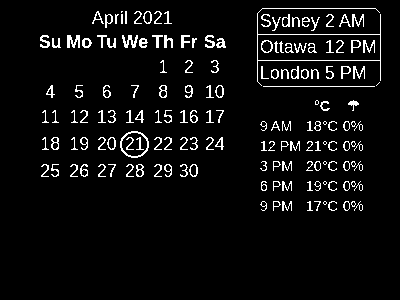 April 2021
Su Mo Tu We Th Fr Sa
1 2 3
4 5 6 7 8 9 10
11 12 13 14 15 16 17
18 19 20 21 22 23 24
25 26 27 28 29 30
Sydney 2 AM
Ottawa 12 PM
London 5 PM
°C ☂
9 AM 18°C 0%
12 PM 21°C 0%
3 PM 20°C 0%
6 PM 19°C 0%
9 PM 17°C 0%